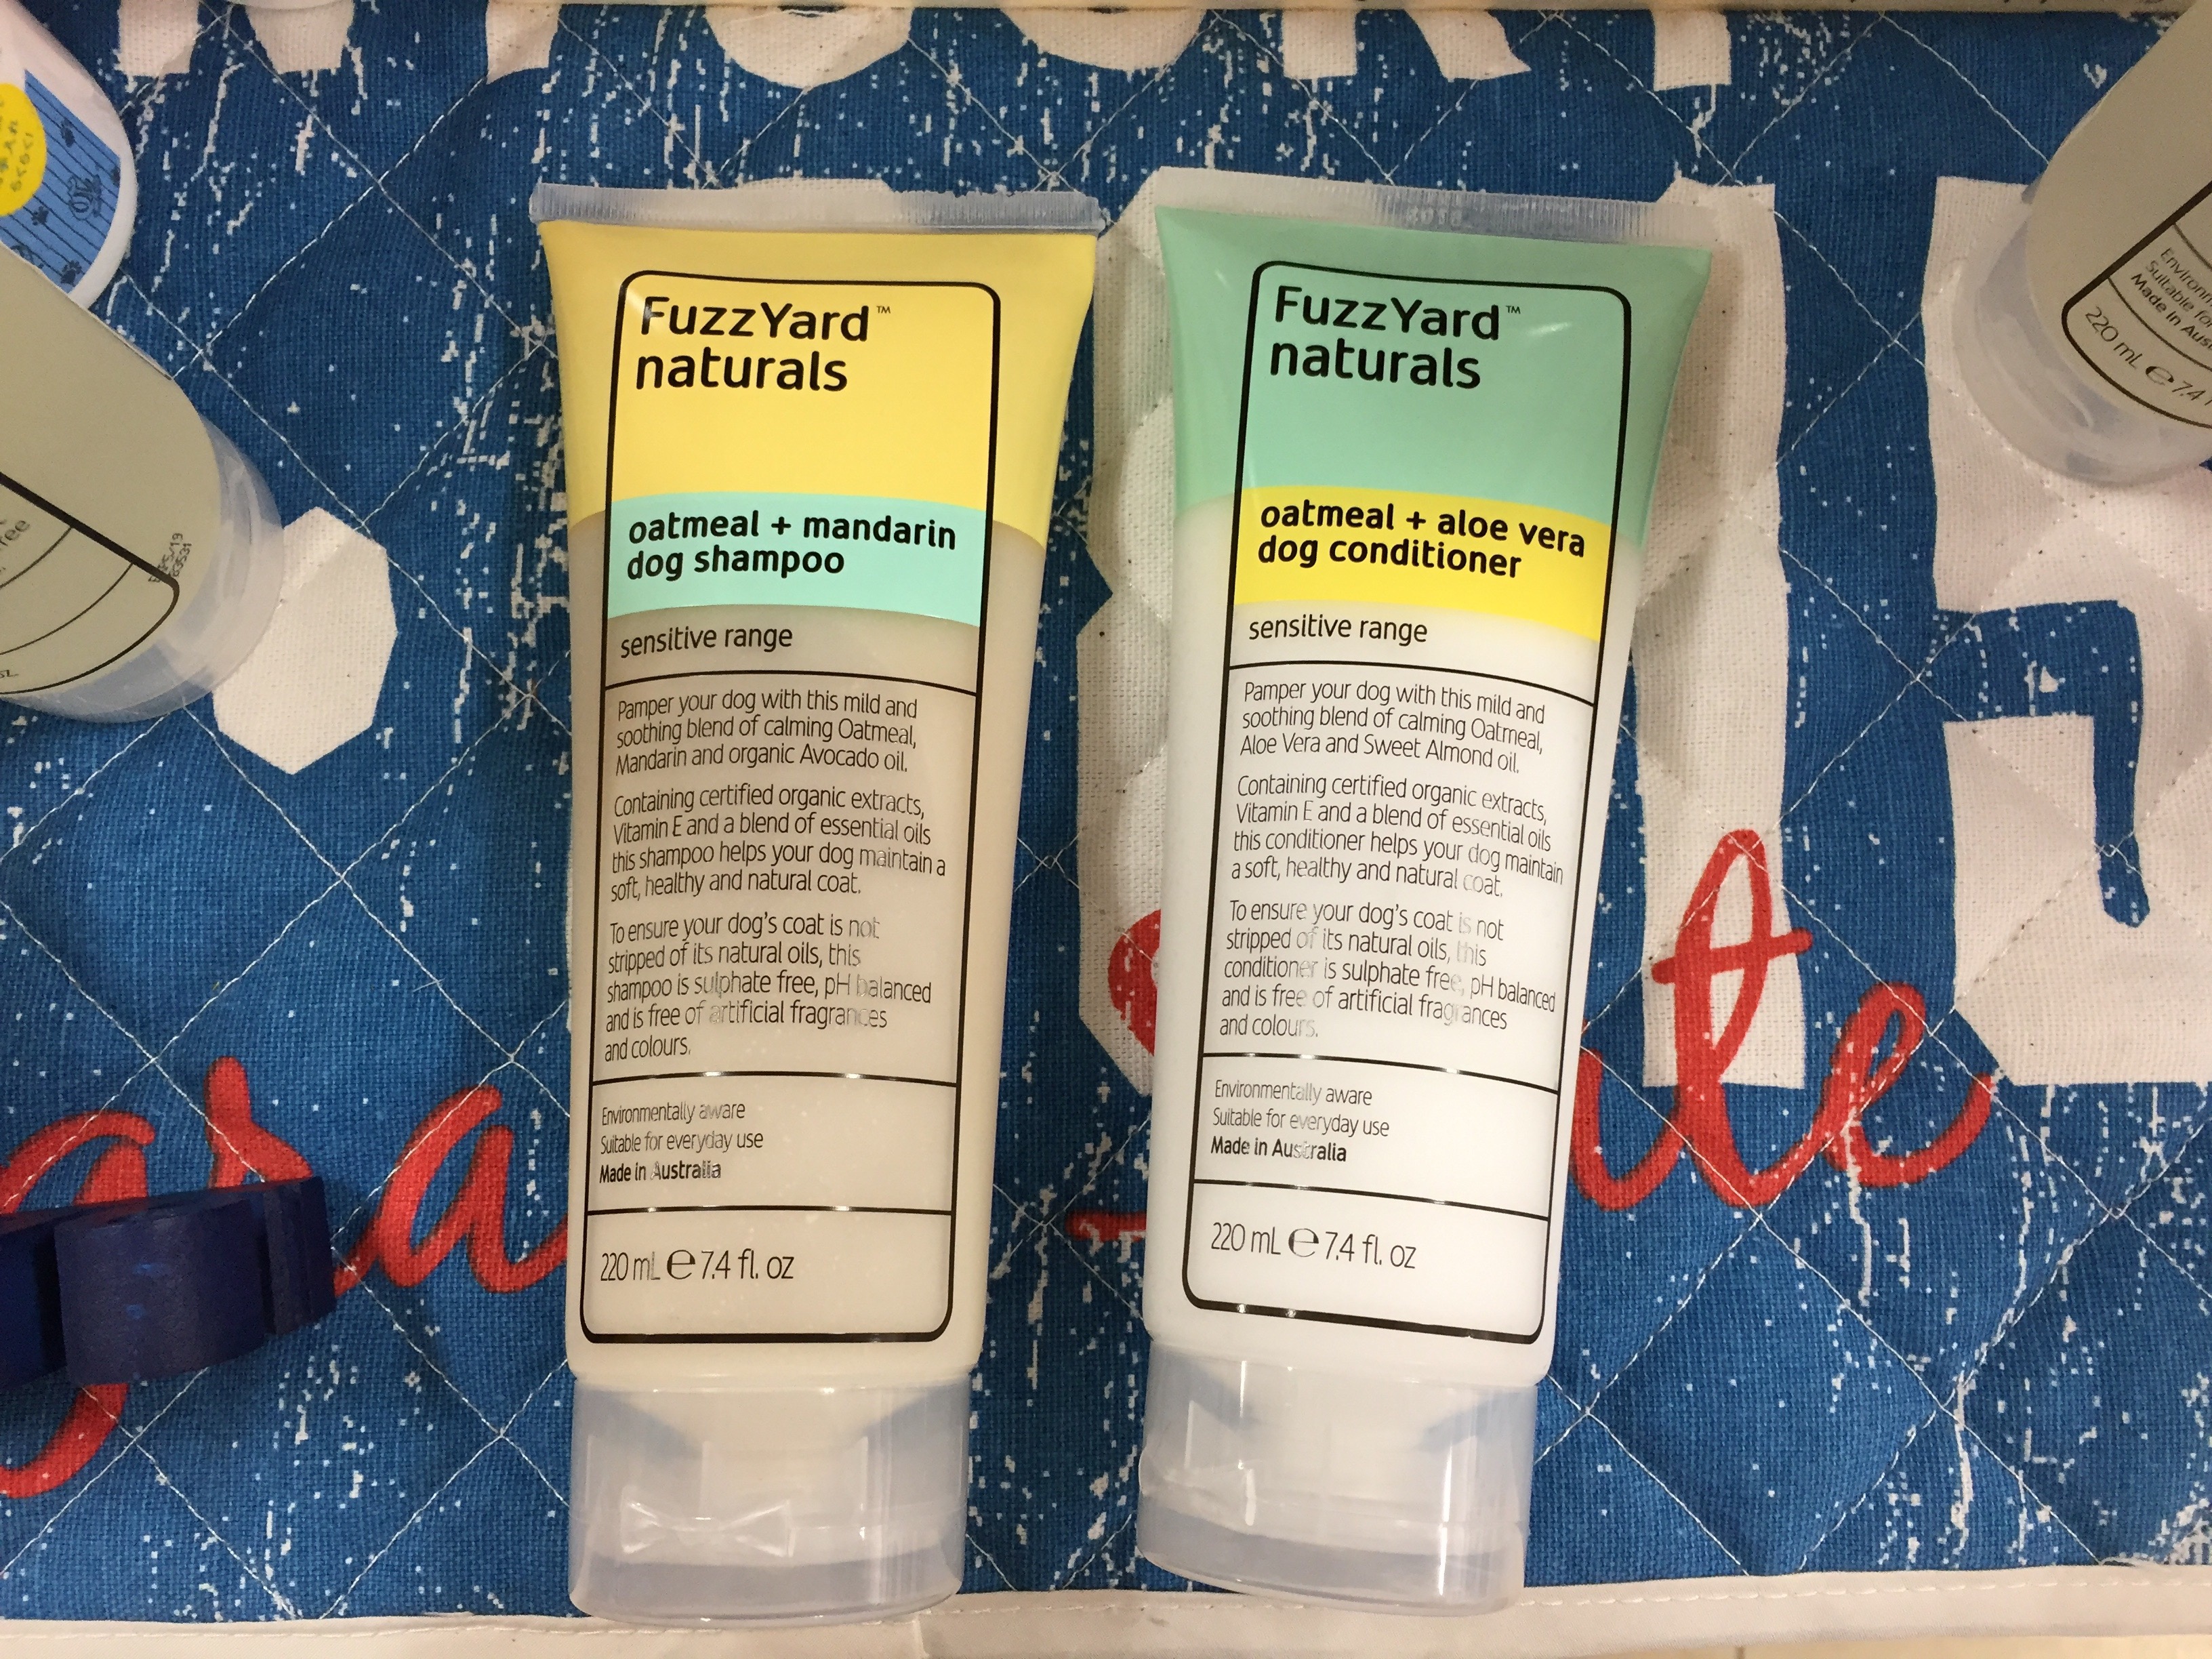 FuzzYard™
naturals
oatmeal + mandarin
dog shampoo
sensitive range
Pamper your dog with this mild and
soothing blend of calming Oatmeal,
Mandarin and organic Avocado oil.
Containing certified organic extracts,
Vitamin E and a blend of essential oils
this shampoo helps your dog maintain a
soft, healthy and natural coat.
To ensure your dog's coat is not
stripped of its natural oils, this
shampoo is sulphate free, pH balanced
and is free of artificial fragrances
and colours.
Environmentally aware
Suitable for everyday use
Made in Australia
220 mL ℮ 7.4 fl. oz
FuzzYard™
naturals
oatmeal + aloe vera
dog conditioner
sensitive range
Pamper your dog with this mild and
soothing blend of calming Oatmeal,
Aloe Vera and Sweet Almond oil.
Containing certified organic extracts,
Vitamin E and a blend of essential oils
this conditioner helps your dog maintain
a soft, healthy and natural coat.
To ensure your dog's coat is not
stripped of its natural oils, this
conditioner is sulphate free, pH balanced
and is free of artificial fragrances
and colours.
Environmentally aware
Suitable for everyday use
Made in Australia
220 mL ℮ 7.4 fl. oz
Suitable for
Made in
220 mL ℮ 7.4